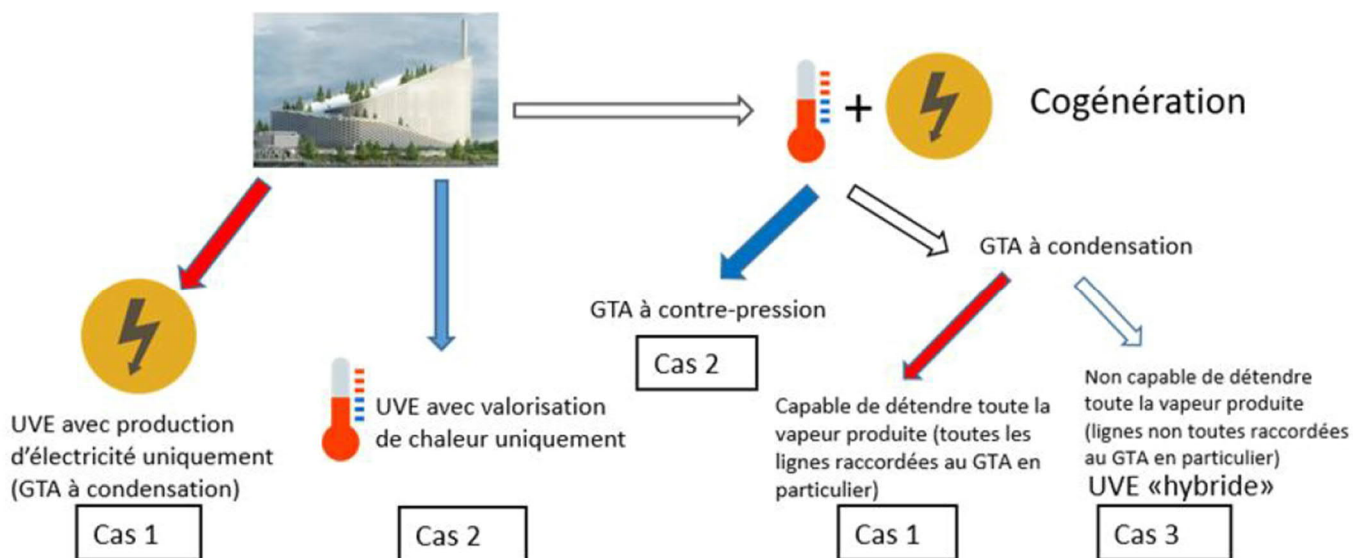 +
Cogénération
GTA à condensation
GTA à contre-pression
Cas 2
UVE avec production
d’électricité uniquement
(GTA à condensation)
Cas 1
UVE avec valorisation
de chaleur uniquement
Cas 2
Capable de détendre toute la
vapeur produite (toutes les
lignes raccordées au GTA en
particulier)
Cas 1
Non capable de détendre
toute la vapeur produite
(lignes non toutes raccordées
au GTA en particulier)
UVE «hybride»
Cas 3